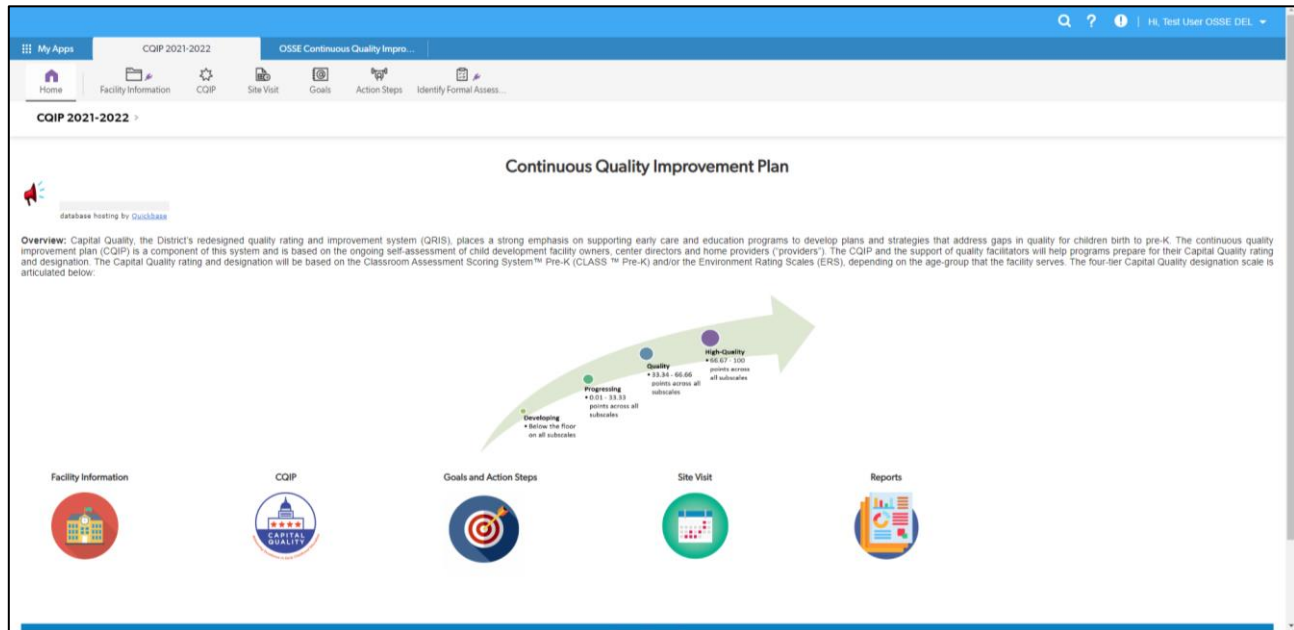 Hi, Test User OSSE DEL
My Apps
CQIP 2021-2022
OSSE Continuous Quality Impro...
Home
Facility Information
CQIP
Site Visit
Goals
Action Steps
Identify Formal Assess...
CQIP 2021-2022
Continuous Quality Improvement Plan
database hosting by Quickbase
Overview: Capital Quality, the District's redesigned quality rating and improvement system (QRIS), places a strong emphasis on supporting early care and education programs to develop plans and strategies that address gaps in quality for children birth to pre-K. The continuous quality
improvement plan (CQIP) is a component of this system and is based on the ongoing self-assessment of child development facility owners, center directors and home providers ("providers"). The CQIP and the support of quality facilitators will help programs prepare for their Capital Quality rating
and designation. The Capital Quality rating and designation will be based on the Classroom Assessment Scoring System™ Pre-K (CLASS ™ Pre-K) and/or the Environment Rating Scales (ERS), depending on the age-group that the facility serves. The four-tier Capital Quality designation scale is
articulated below:
High-Quality
• 66.67 - 100
points across
all subscales
Quality
• 33.34 - 66.66
points across all
subscales
Progressing
• 0.01 - 33.33
points across all
subscales
Developing
• Below the floor
on all subscales
Facility Information
CQIP
Goals and Action Steps
Site Visit
Reports
CAPITAL
QUALITY